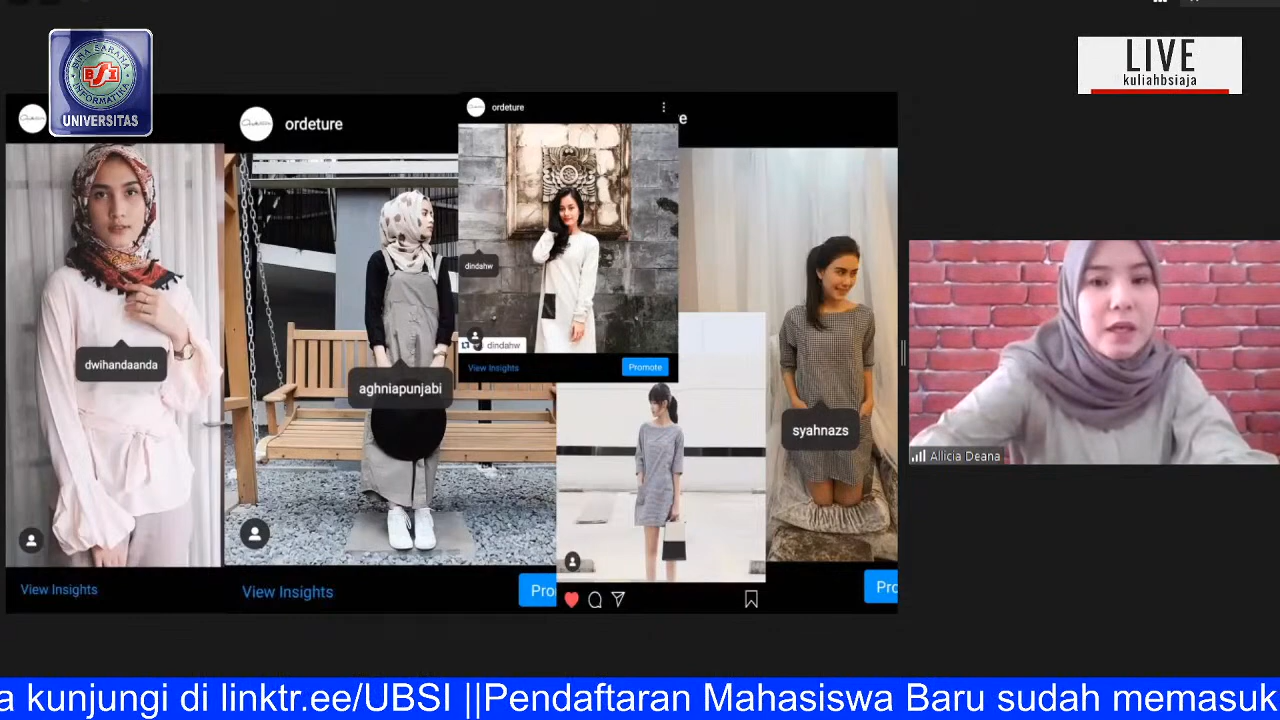 BINA SARANA
BSI
INFORMATIKA
UNIVERSITAS
LIVE
kuliahbsiaja
ordeture
ordeture
e
dwihandaanda
aghniapunjabi
dindahw
dindahw
syahnazs
View Insights
View Insights
Pro
View Insights
Promote
Pro
Allicia Deana
a kunjungi di linktr.ee/UBSI ||Pendaftaran Mahasiswa Baru sudah memasuk